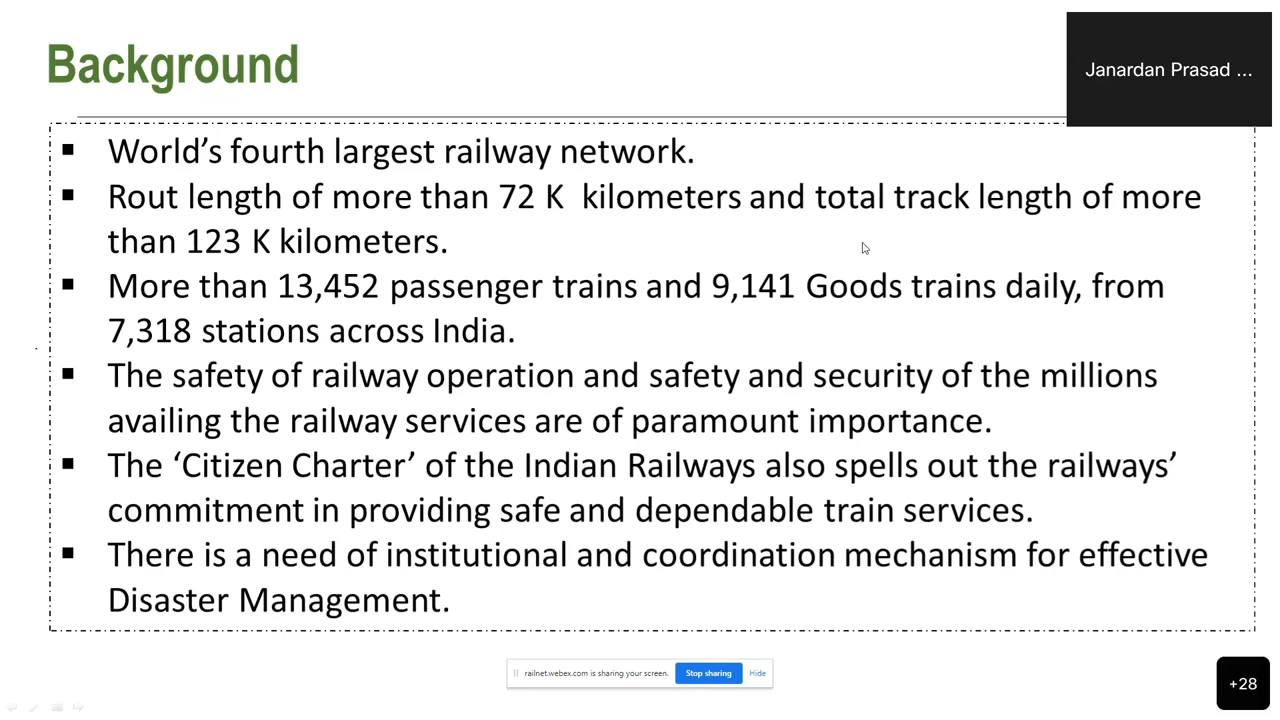 Background
Janardan Prasad ...
▪ World’s fourth largest railway network.
▪ Rout length of more than 72 K kilometers and total track length of more
than 123 K kilometers.
▪ More than 13,452 passenger trains and 9,141 Goods trains daily, from
7,318 stations across India.
▪ The safety of railway operation and safety and security of the millions
availing the railway services are of paramount importance.
▪ The ‘Citizen Charter’ of the Indian Railways also spells out the railways’
commitment in providing safe and dependable train services.
▪ There is a need of institutional and coordination mechanism for effective
Disaster Management.
railnet.webex.com is sharing your screen. Stop sharing Hide
+28